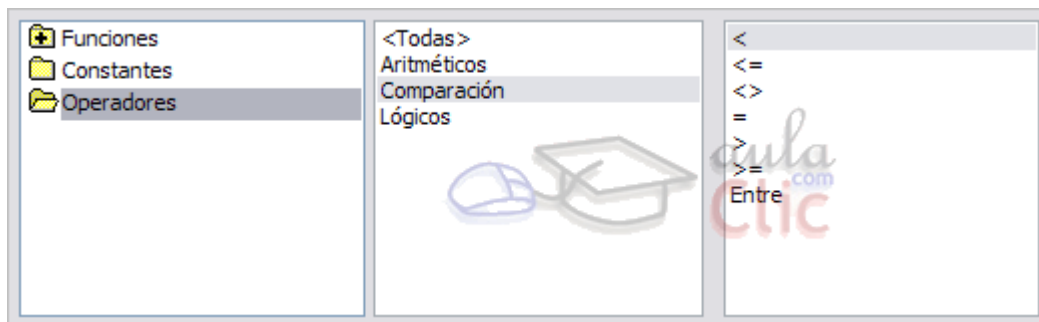 Funciones
Constantes
Operadores
<Todas>
Aritméticos
Comparación
Lógicos
<
<=
<>
=
>
>=
Entre
aula
.com
Clic